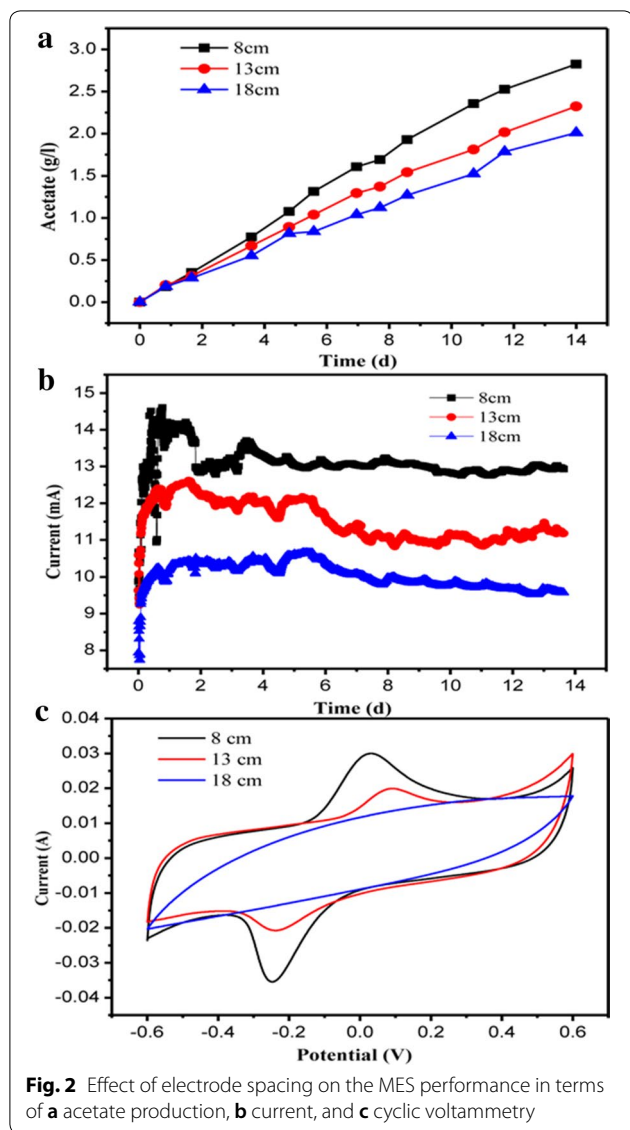 a
8cm
13cm
18cm
3.0
2.5
2.0
1.5
1.0
0.5
0.0
Acetate (g/l)
0 2 4 6 8 10 12 14
Time (d)
b
8cm
13cm
18cm
15
14
13
12
11
10
9
8
Current (mA)
0 2 4 6 8 10 12 14
Time (d)
c
8 cm
13 cm
18 cm
0.04
0.03
0.02
0.01
0.00
-0.01
-0.02
-0.03
-0.04
Current (A)
-0.6 -0.4 -0.2 0.0 0.2 0.4 0.6
Potential (V)
Fig. 2 Effect of electrode spacing on the MES performance in terms
of a acetate production, b current, and c cyclic voltammetry